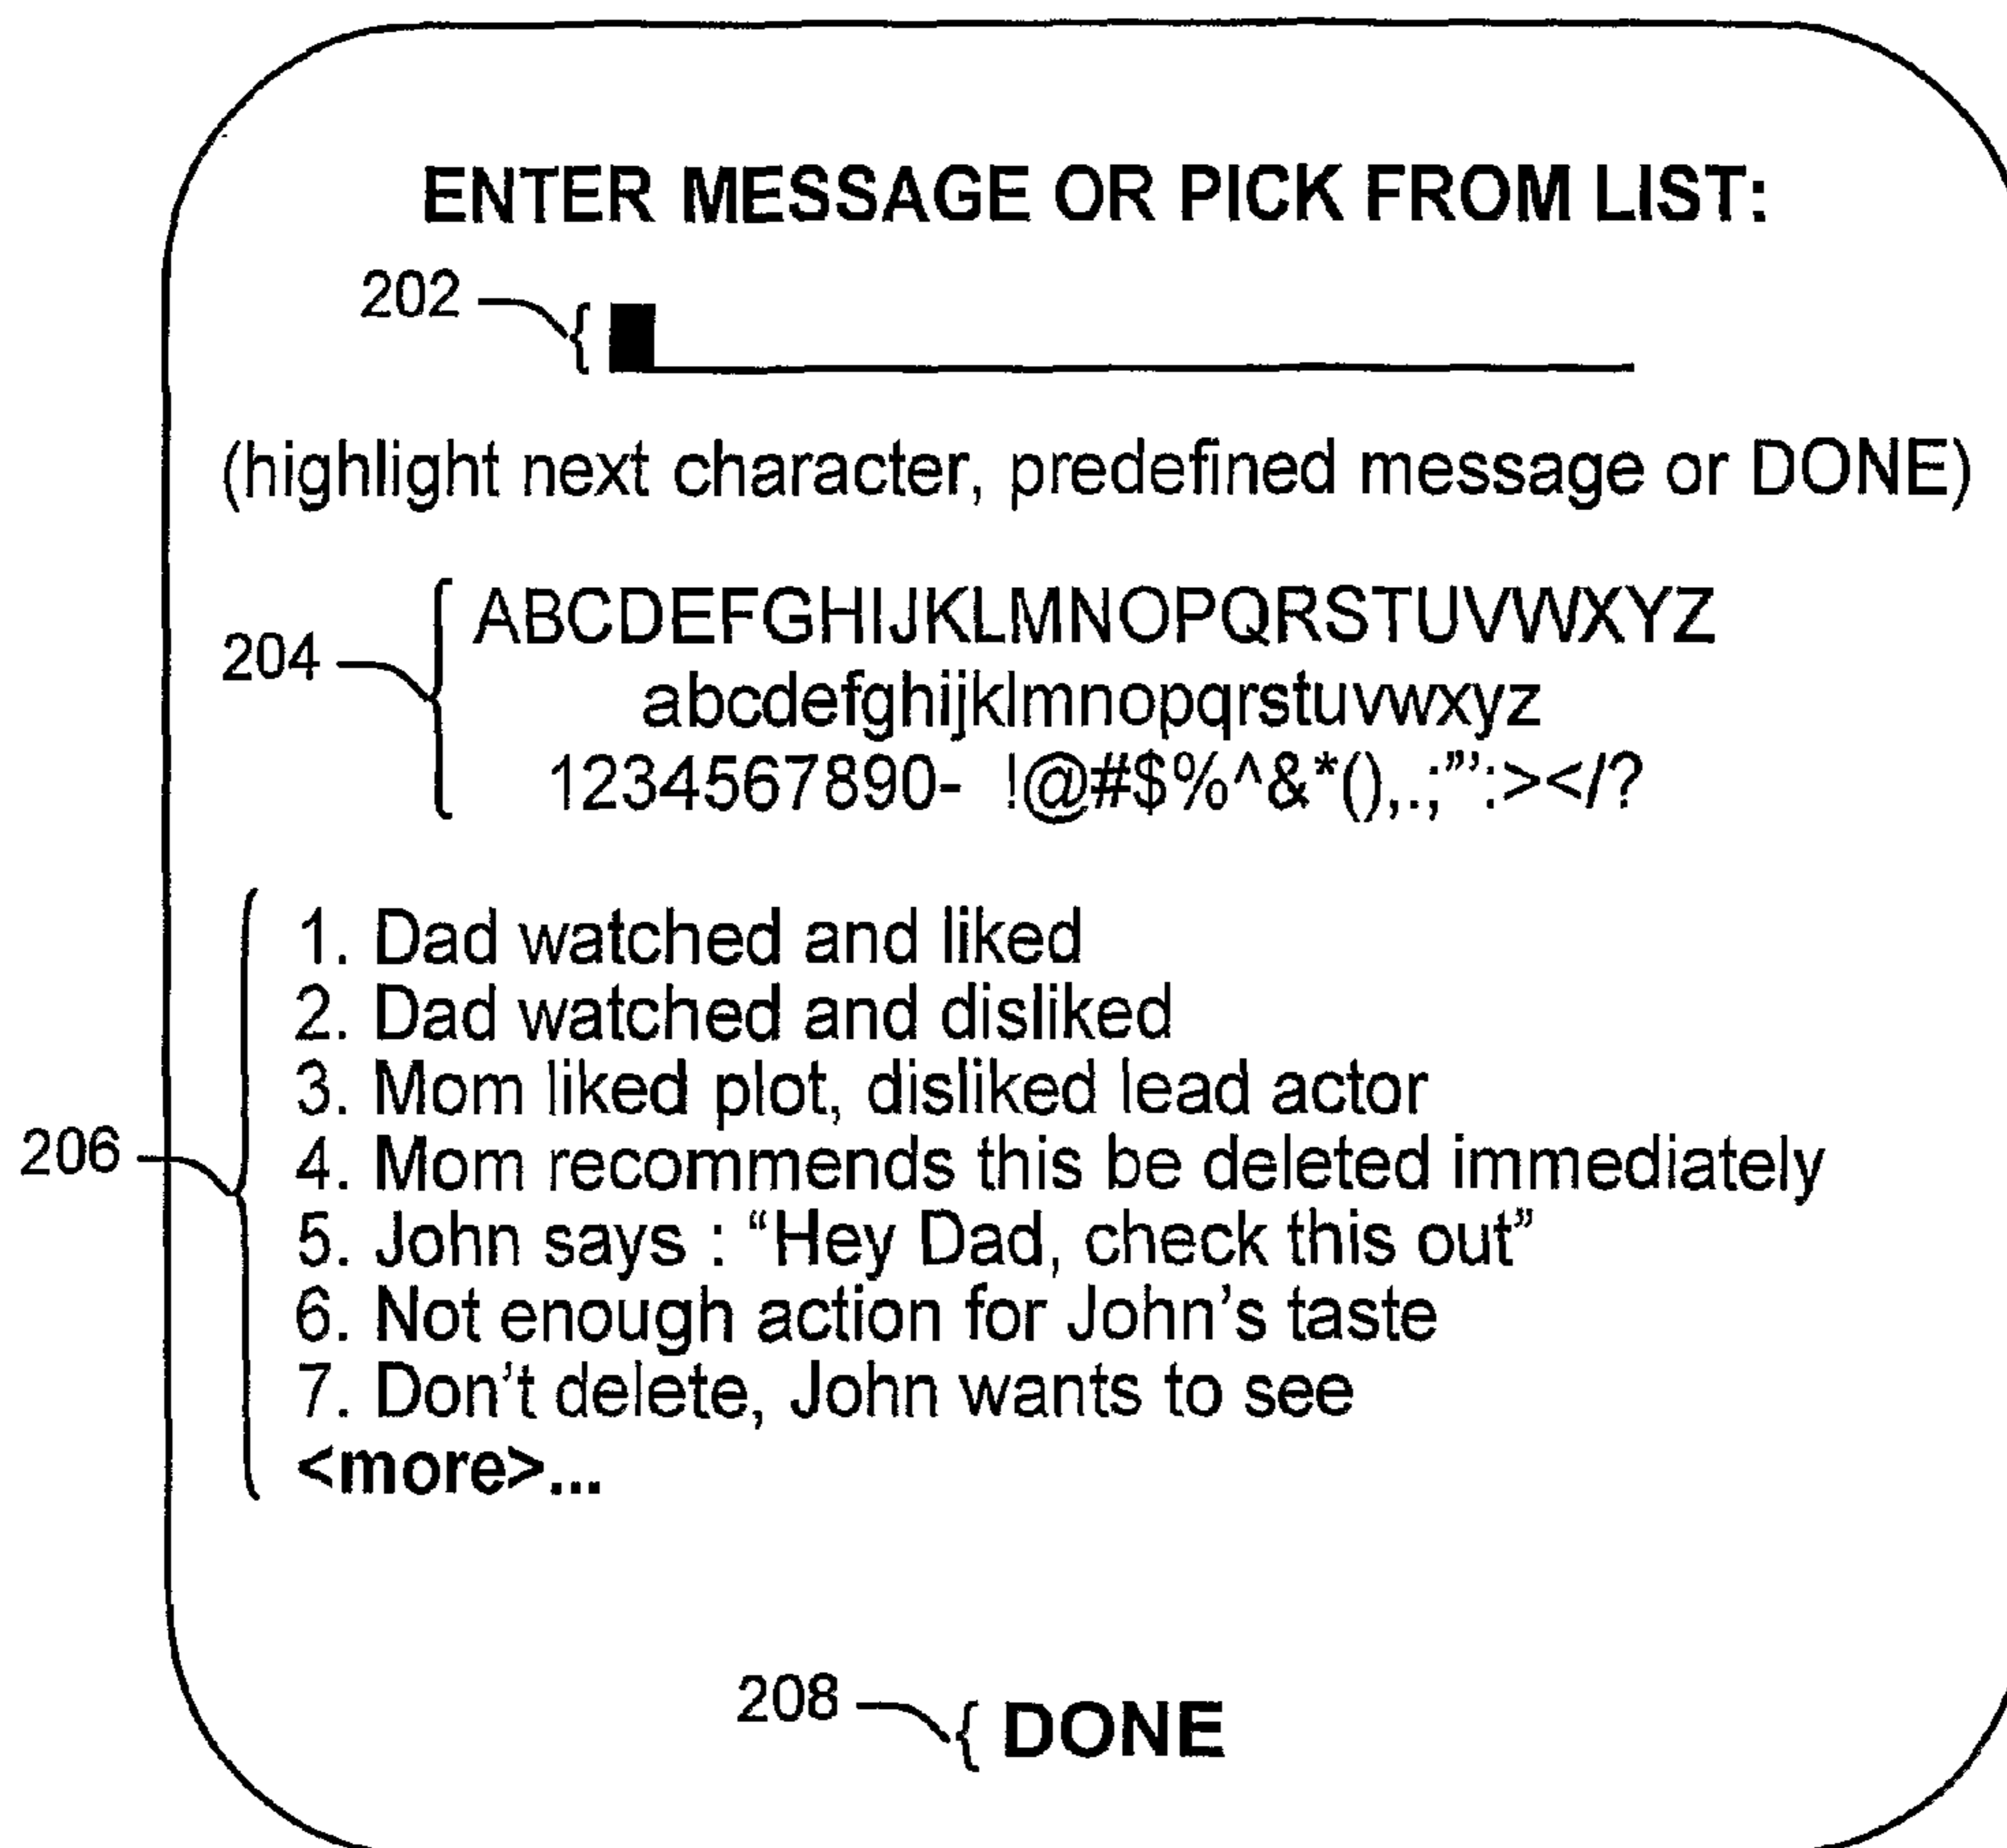 ENTER MESSAGE OR PICK FROM LIST:
202
(highlight next character, predefined message or DONE)
204
ABCDEFGHIJKLMNOPQRSTUVWXYZ
abcdefghijklmnopqrstuvwxyz
1234567890- !@#$%^&*(),.;”’:></?
206
1. Dad watched and liked
2. Dad watched and disliked
3. Mom liked plot, disliked lead actor
4. Mom recommends this be deleted immediately
5. John says : “Hey Dad, check this out”
6. Not enough action for John’s taste
7. Don't delete, John wants to see
<more>...
208 { DONE